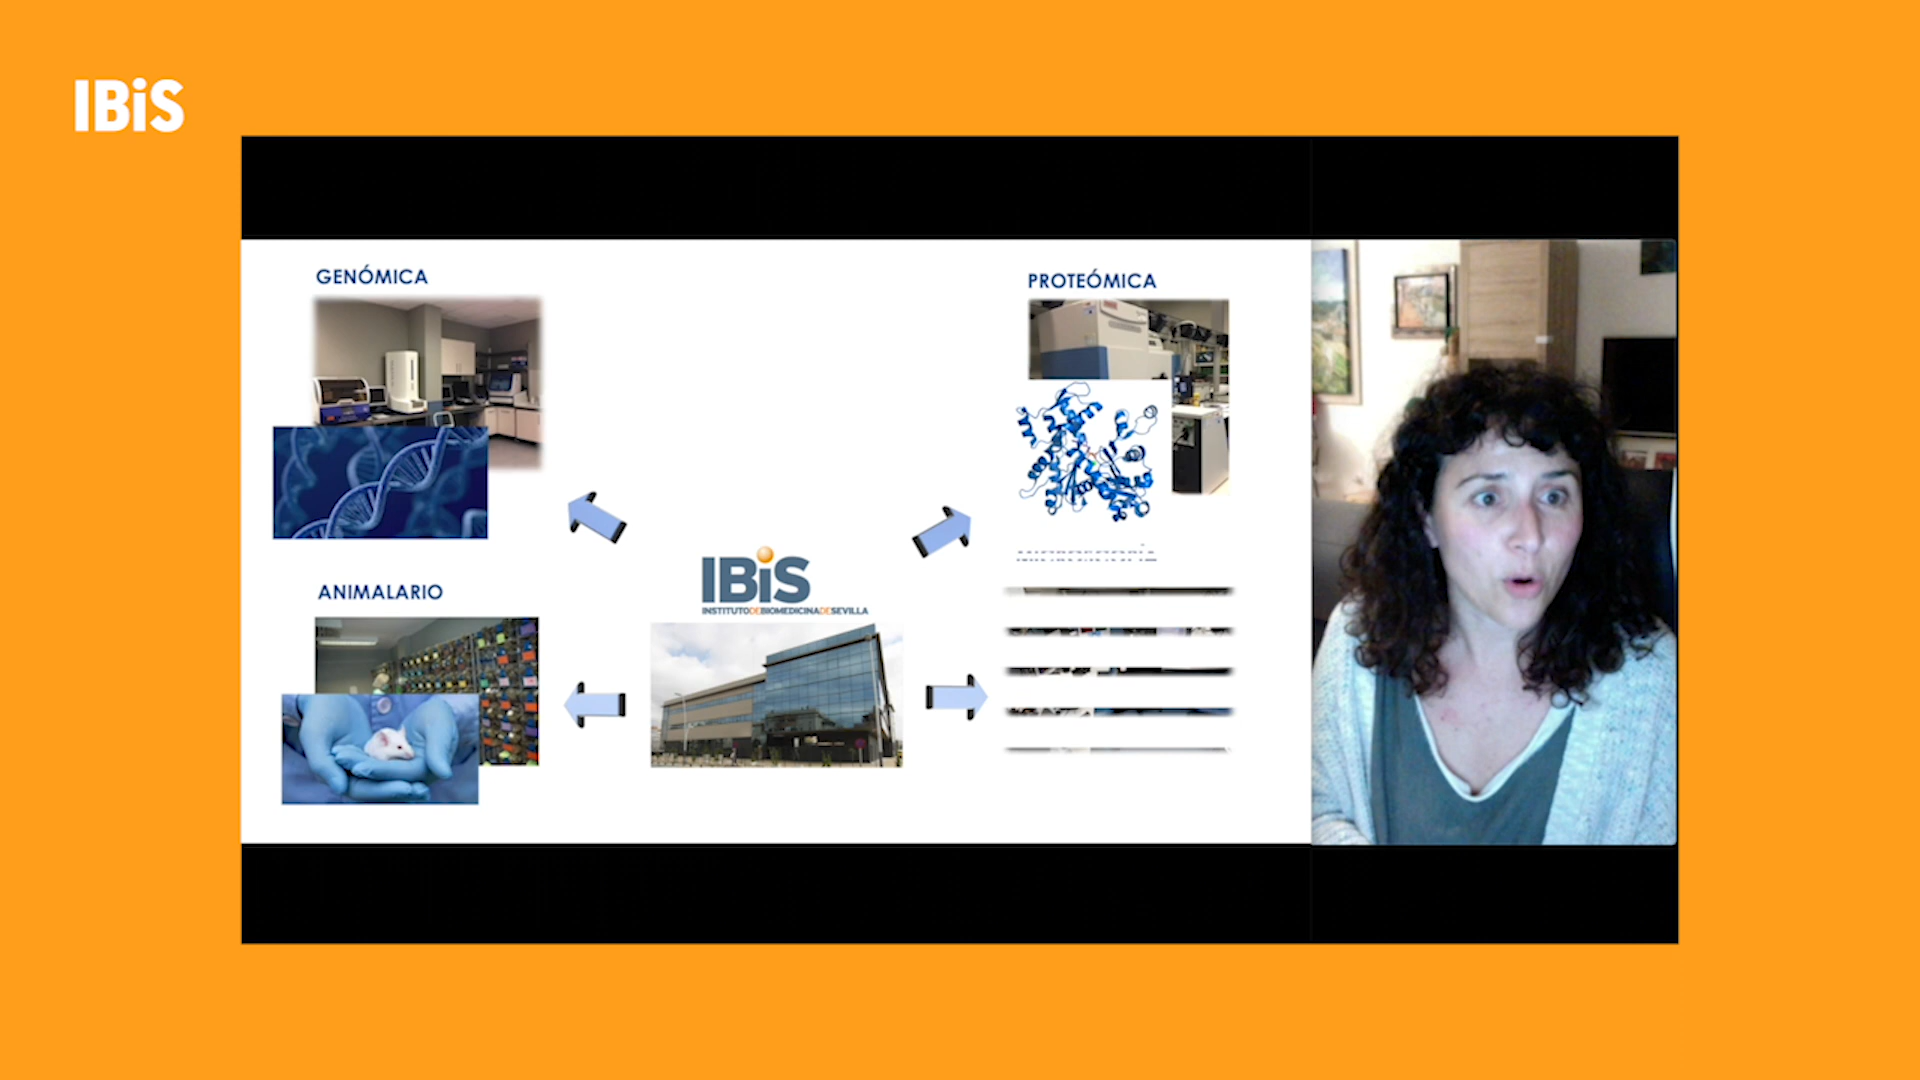 IBiS
GENÓMICA
PROTEÓMICA
ANIMALARIO
IBiS
INSTITUTODEBIOMEDICINADESEVILLA